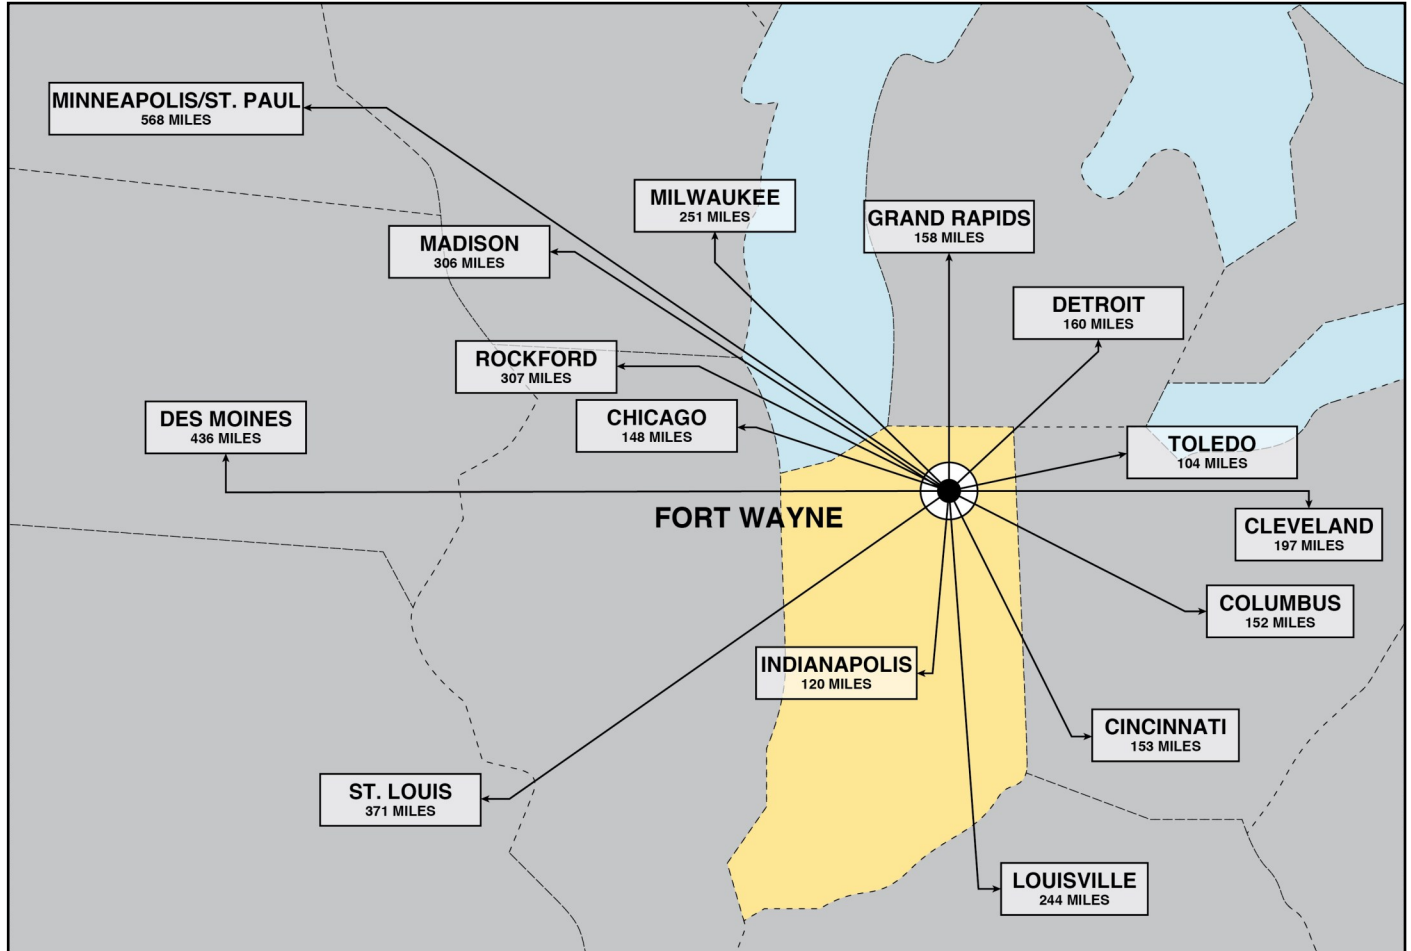 MINNEAPOLIS/ST. PAUL
568 MILES
MILWAUKEE
251 MILES
GRAND RAPIDS
158 MILES
MADISON
306 MILES
DETROIT
160 MILES
ROCKFORD
307 MILES
DES MOINES
436 MILES
CHICAGO
148 MILES
TOLEDO
104 MILES
FORT WAYNE
CLEVELAND
197 MILES
COLUMBUS
152 MILES
INDIANAPOLIS
120 MILES
CINCINNATI
153 MILES
ST. LOUIS
371 MILES
LOUISVILLE
244 MILES